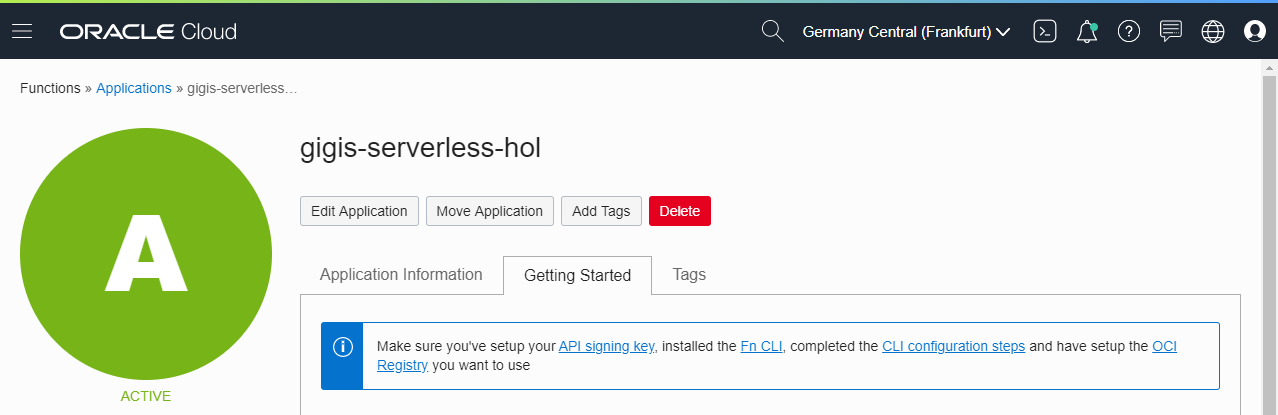 ORACLE Cloud
Germany Central (Frankfurt)
Functions » Applications » gigis-serverless…
A
ACTIVE
gigis-serverless-hol
Edit Application Move Application Add Tags Delete
Application Information Getting Started Tags
Make sure you've setup your API signing key, installed the Fn CLI, completed the CLI configuration steps and have setup the OCI
Registry you want to use